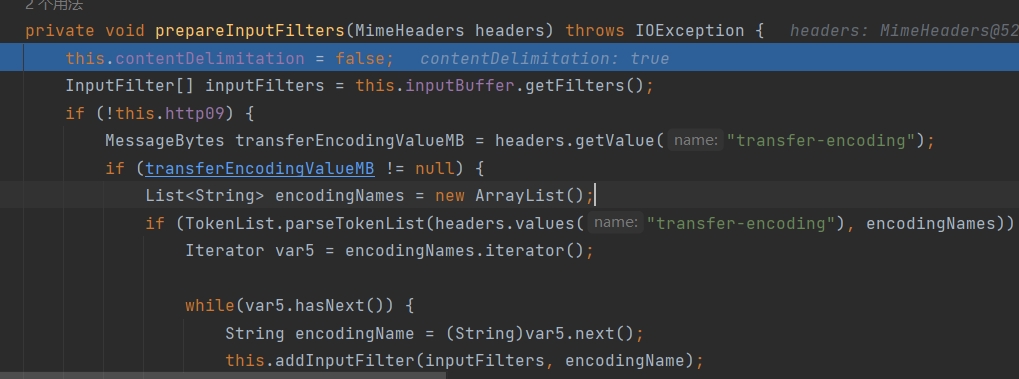 2 个用法
private void prepareInputFilters(MimeHeaders headers) throws IOException {   headers: MimeHeaders@52
this.contentDelimitation = false;   contentDelimitation: true
InputFilter[] inputFilters = this.inputBuffer.getFilters();
if (!this.http09) {
MessageBytes transferEncodingValueMB = headers.getValue( name: "transfer-encoding");
if (transferEncodingValueMB != null) {
List<String> encodingNames = new ArrayList();
if (TokenList.parseTokenList(headers.values( name: "transfer-encoding"), encodingNames))
Iterator var5 = encodingNames.iterator();
while(var5.hasNext()) {
String encodingName = (String)var5.next();
this.addInputFilter(inputFilters, encodingName);